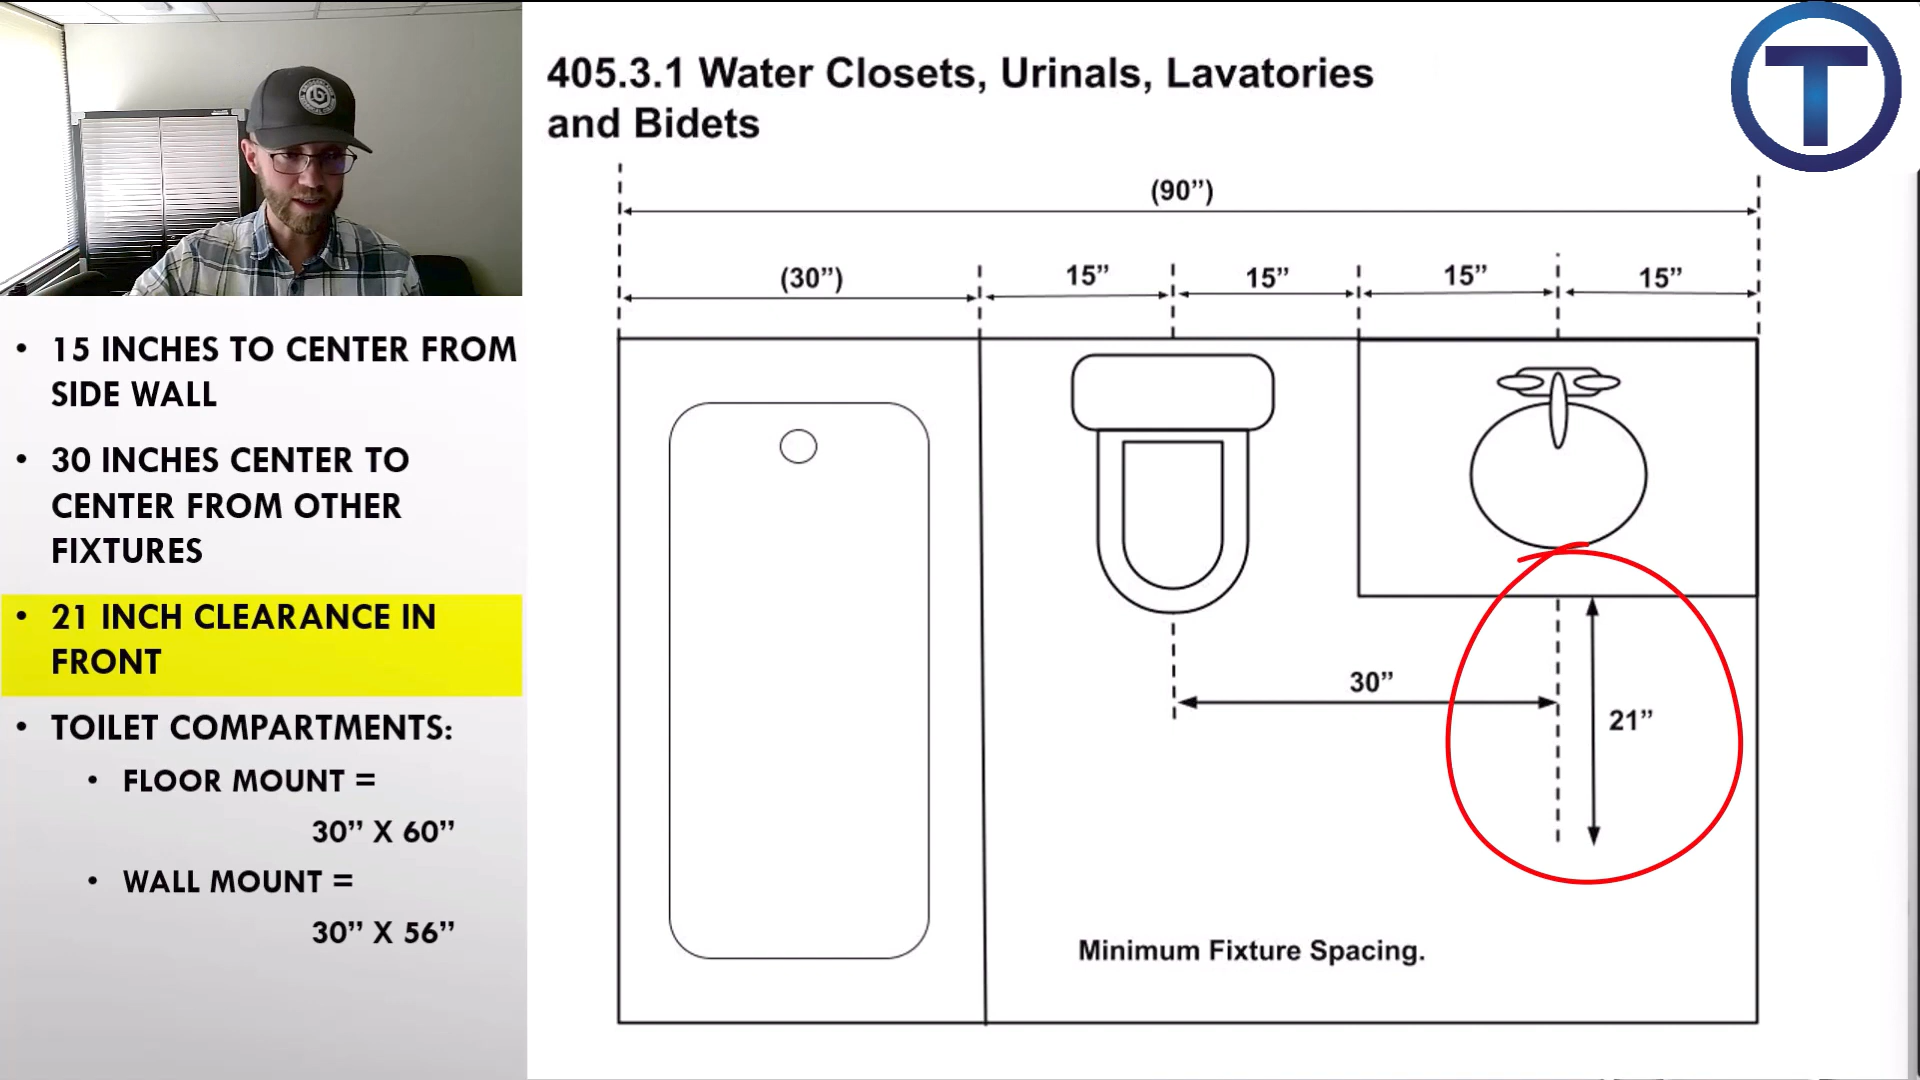 405.3.1 Water Closets, Urinals, Lavatories
and Bidets
T
(90”)
(30”)
15”
15”
15”
15”
• 15 INCHES TO CENTER FROM
SIDE WALL
• 30 INCHES CENTER TO
CENTER FROM OTHER
FIXTURES
• 21 INCH CLEARANCE IN
FRONT
• TOILET COMPARTMENTS:
• FLOOR MOUNT =
30” X 60”
• WALL MOUNT =
30” X 56”
30”
21”
Minimum Fixture Spacing.